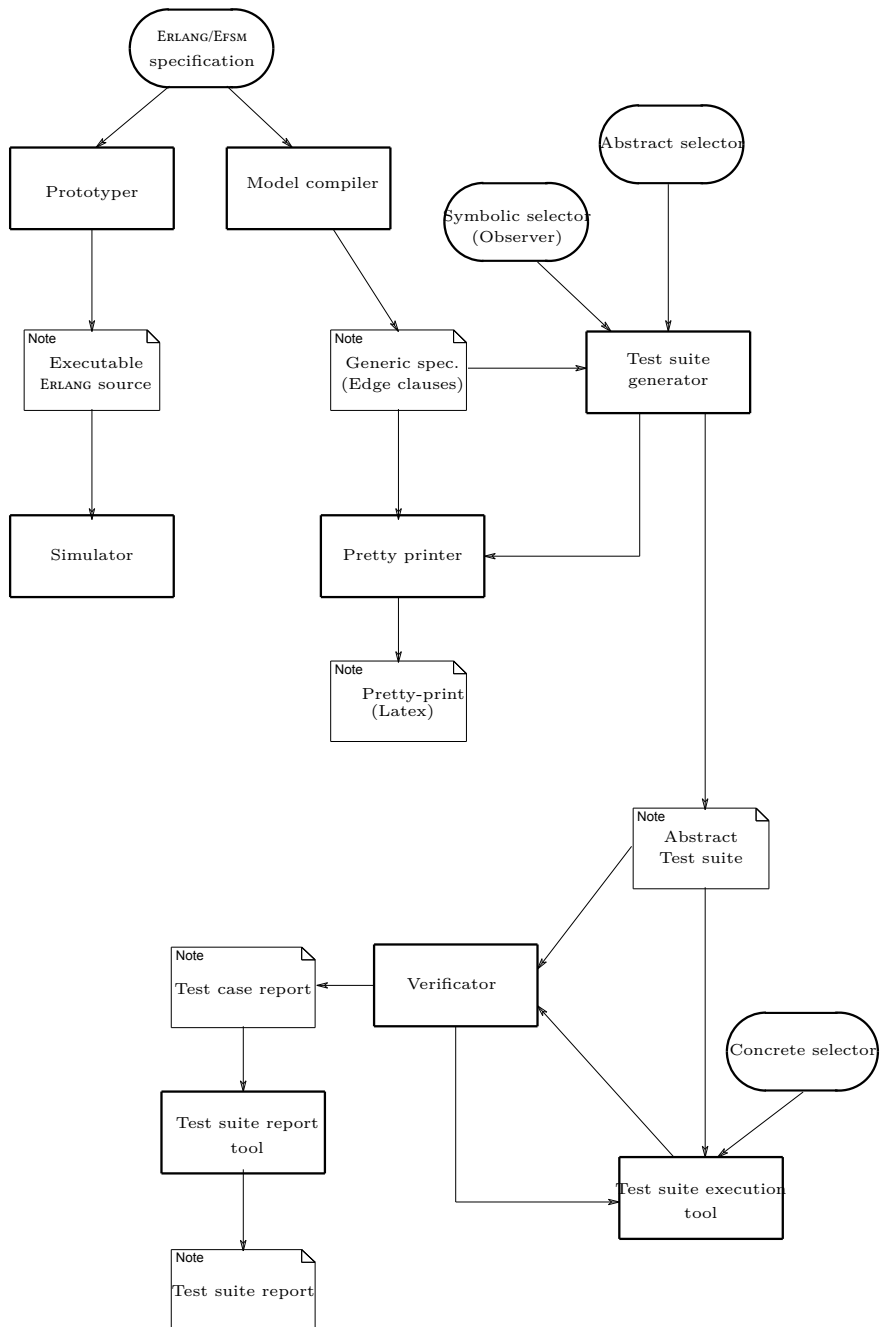 ERLANG/EFSM
specification
Abstract selector
Prototyper
Model compiler
Symbolic selector
(Observer)
Note
Executable
ERLANG source
Note
Generic spec.
(Edge clauses)
Test suite
generator
Simulator
Pretty printer
Note
Pretty-print
(Latex)
Note
Abstract
Test suite
Note
Test case report
Verificator
Concrete selector
Test suite report
tool
Test suite execution
tool
Note
Test suite report